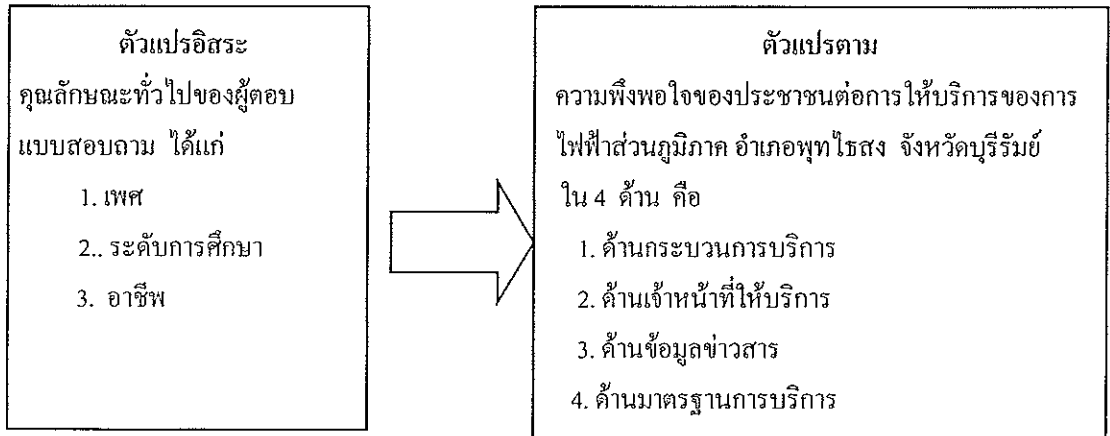 ตัวแปรอิสระ
คุณลักษณะทั่วไปของผู้ตอบ
แบบสอบถาม ได้แก่
1. เพศ
2.. ระดับการศึกษา
3. อาชีพ
ตัวแปรตาม
ความพึงพอใจของประชาชนต่อการให้บริการของการ
ไฟฟ้าส่วนภูมิภาค อำเภอพุทไธสง จังหวัดบุรีรัมย์
ใน 4 ด้าน คือ
1. ด้านกระบวนการบริการ
2. ด้านเจ้าหน้าที่ให้บริการ
3. ด้านข้อมูลข่าวสาร
4. ด้านมาตรฐานการบริการ